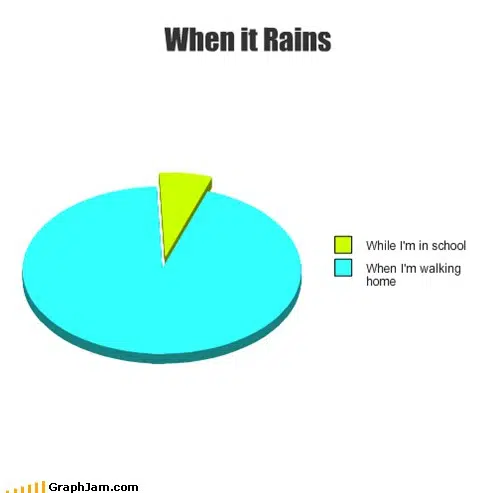 When it Rains
While I'm in school
When I'm walking
home
GraphJam.com